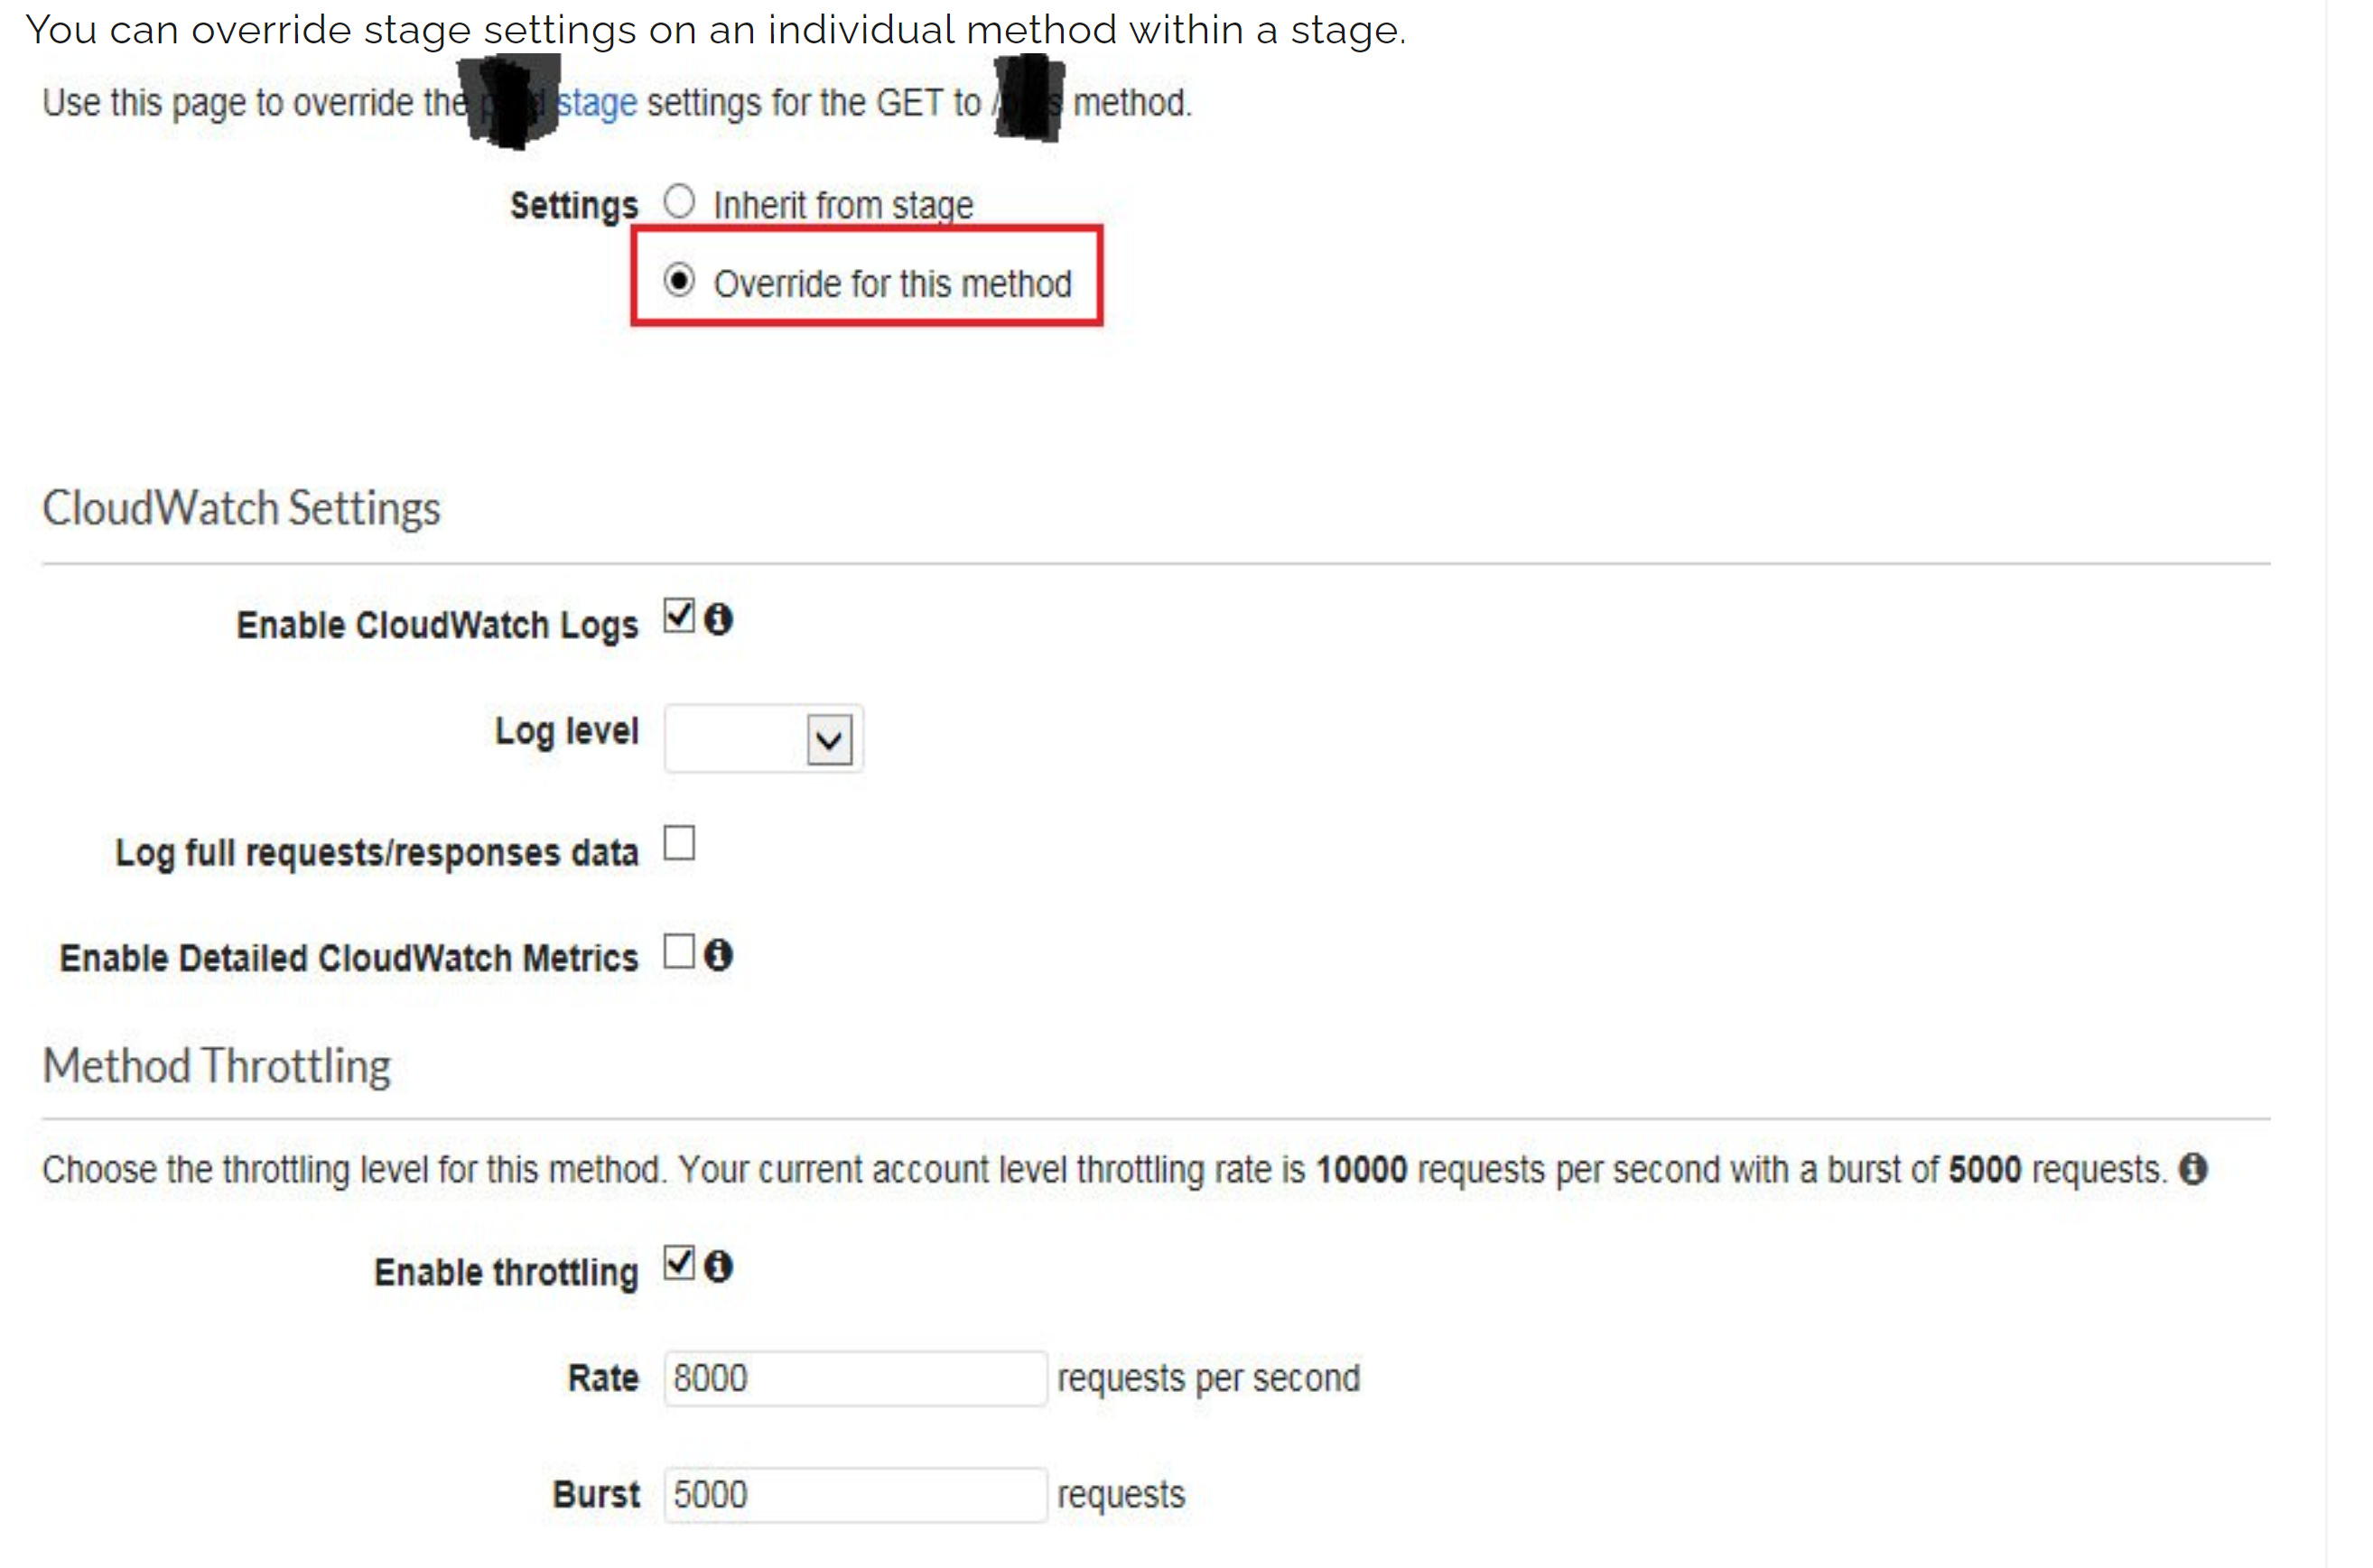 You can override stage settings on an individual method within a stage.
Use this page to override the stage settings for the GET to / method.
Settings Inherit from stage
Override for this method
CloudWatch Settings
Enable CloudWatch Logs
Log level
Log full requests/responses data
Enable Detailed CloudWatch Metrics
Method Throttling
Choose the throttling level for this method. Your current account level throttling rate is 10000 requests per second with a burst of 5000 requests.
Enable throttling
Rate 8000 requests per second
Burst 5000 requests